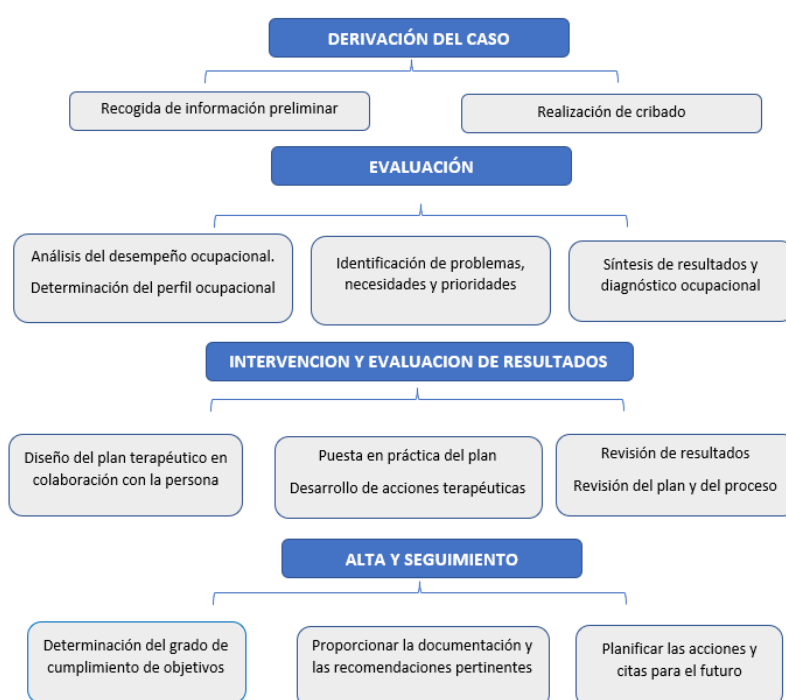 DERIVACIÓN DEL CASO
Recogida de información preliminar
Realización de cribado
EVALUACIÓN
Análisis del desempeño ocupacional.
Determinación del perfil ocupacional
Identificación de problemas,
necesidades y prioridades
Síntesis de resultados y
diagnóstico ocupacional
INTERVENCION Y EVALUACION DE RESULTADOS
Diseño del plan terapéutico en
colaboración con la persona
Puesta en práctica del plan
Desarrollo de acciones terapéuticas
Revisión de resultados
Revisión del plan y del proceso
ALTA Y SEGUIMIENTO
Determinación del grado de
cumplimiento de objetivos
Proporcionar la documentación y
las recomendaciones pertinentes
Planificar las acciones y
citas para el futuro